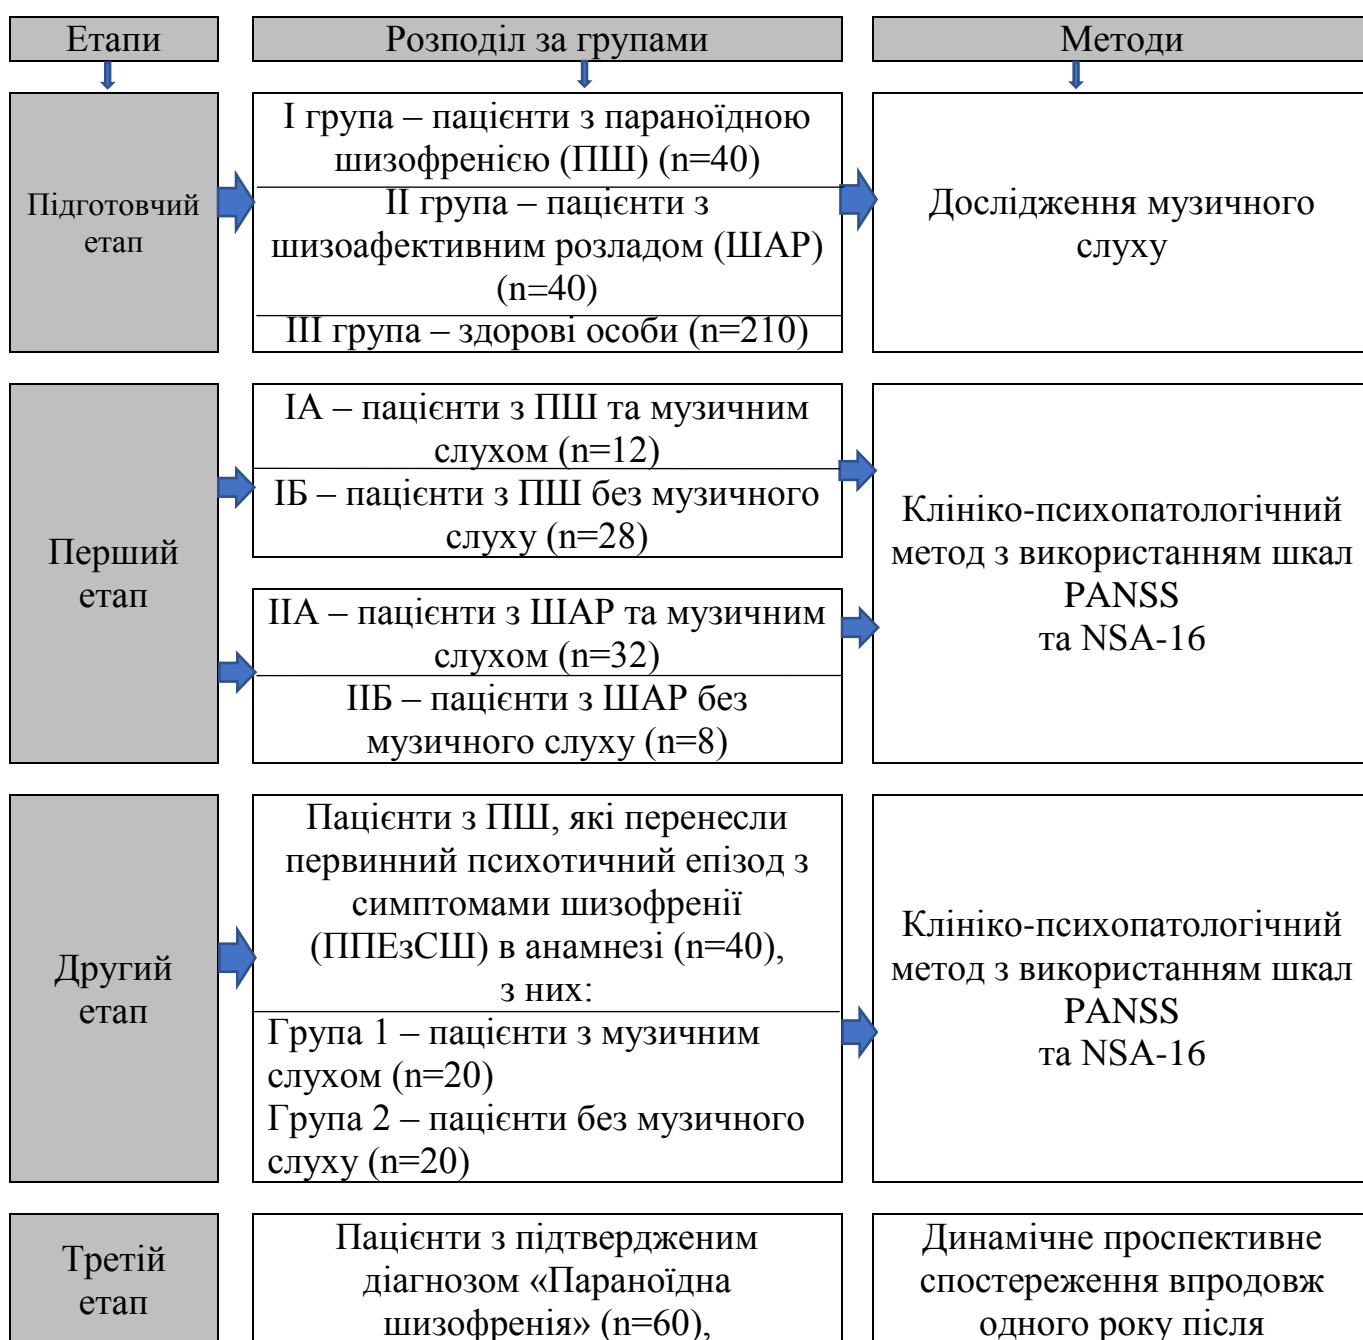 Етапи
Розподіл за групами
Методи
Підготовчий
етап
І група – пацієнти з параноїдною
шизофренією (ПШ) (n=40)
ІІ група – пацієнти з
шизоафективним розладом (ШАР)
(n=40)
ІІІ група – здорові особи (n=210)
Дослідження музичного
слуху
Перший
етап
ІА – пацієнти з ПШ та музичним
слухом (n=12)
ІБ – пацієнти з ПШ без музичного
слуху (n=28)
ІІА – пацієнти з ШАР та музичним
слухом (n=32)
ІІБ – пацієнти з ШАР без
музичного слуху (n=8)
Клініко-психопатологічний
метод з використанням шкал
PANSS
та NSA-16
Другий
етап
Пацієнти з ПШ, які перенесли
первинний психотичний епізод з
симптомами шизофренії
(ППЕзСШ) в анамнезі (n=40),
з них:
Група 1 – пацієнти з музичним
слухом (n=20)
Група 2 – пацієнти без музичного
слуху (n=20)
Клініко-психопатологічний
метод з використанням шкал
PANSS
та NSA-16
Третій
етап
Пацієнти з підтвердженим
діагнозом «Параноїдна
шизофренія» (n=60),
Динамічне проспективне
спостереження впродовж
одного року після